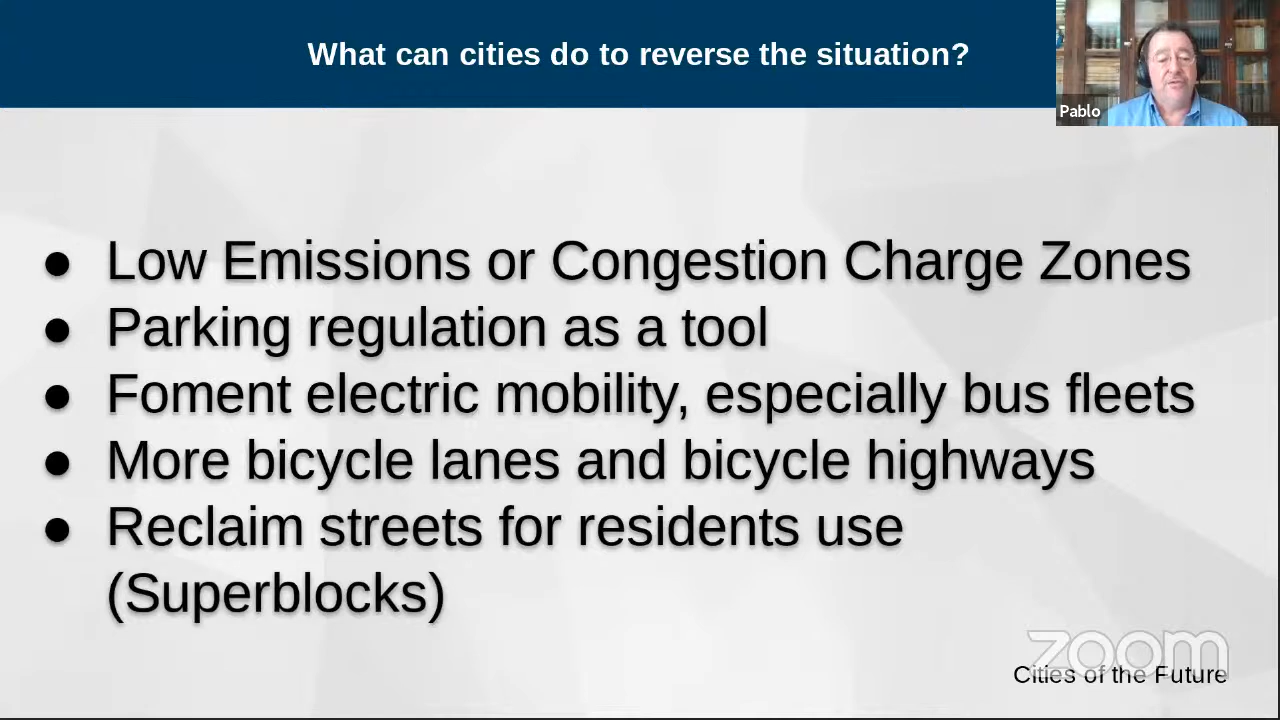 What can cities do to reverse the situation?
Pablo
● Low Emissions or Congestion Charge Zones
● Parking regulation as a tool
● Foment electric mobility, especially bus fleets
● More bicycle lanes and bicycle highways
● Reclaim streets for residents use
(Superblocks)
zoom
Cities of the Future